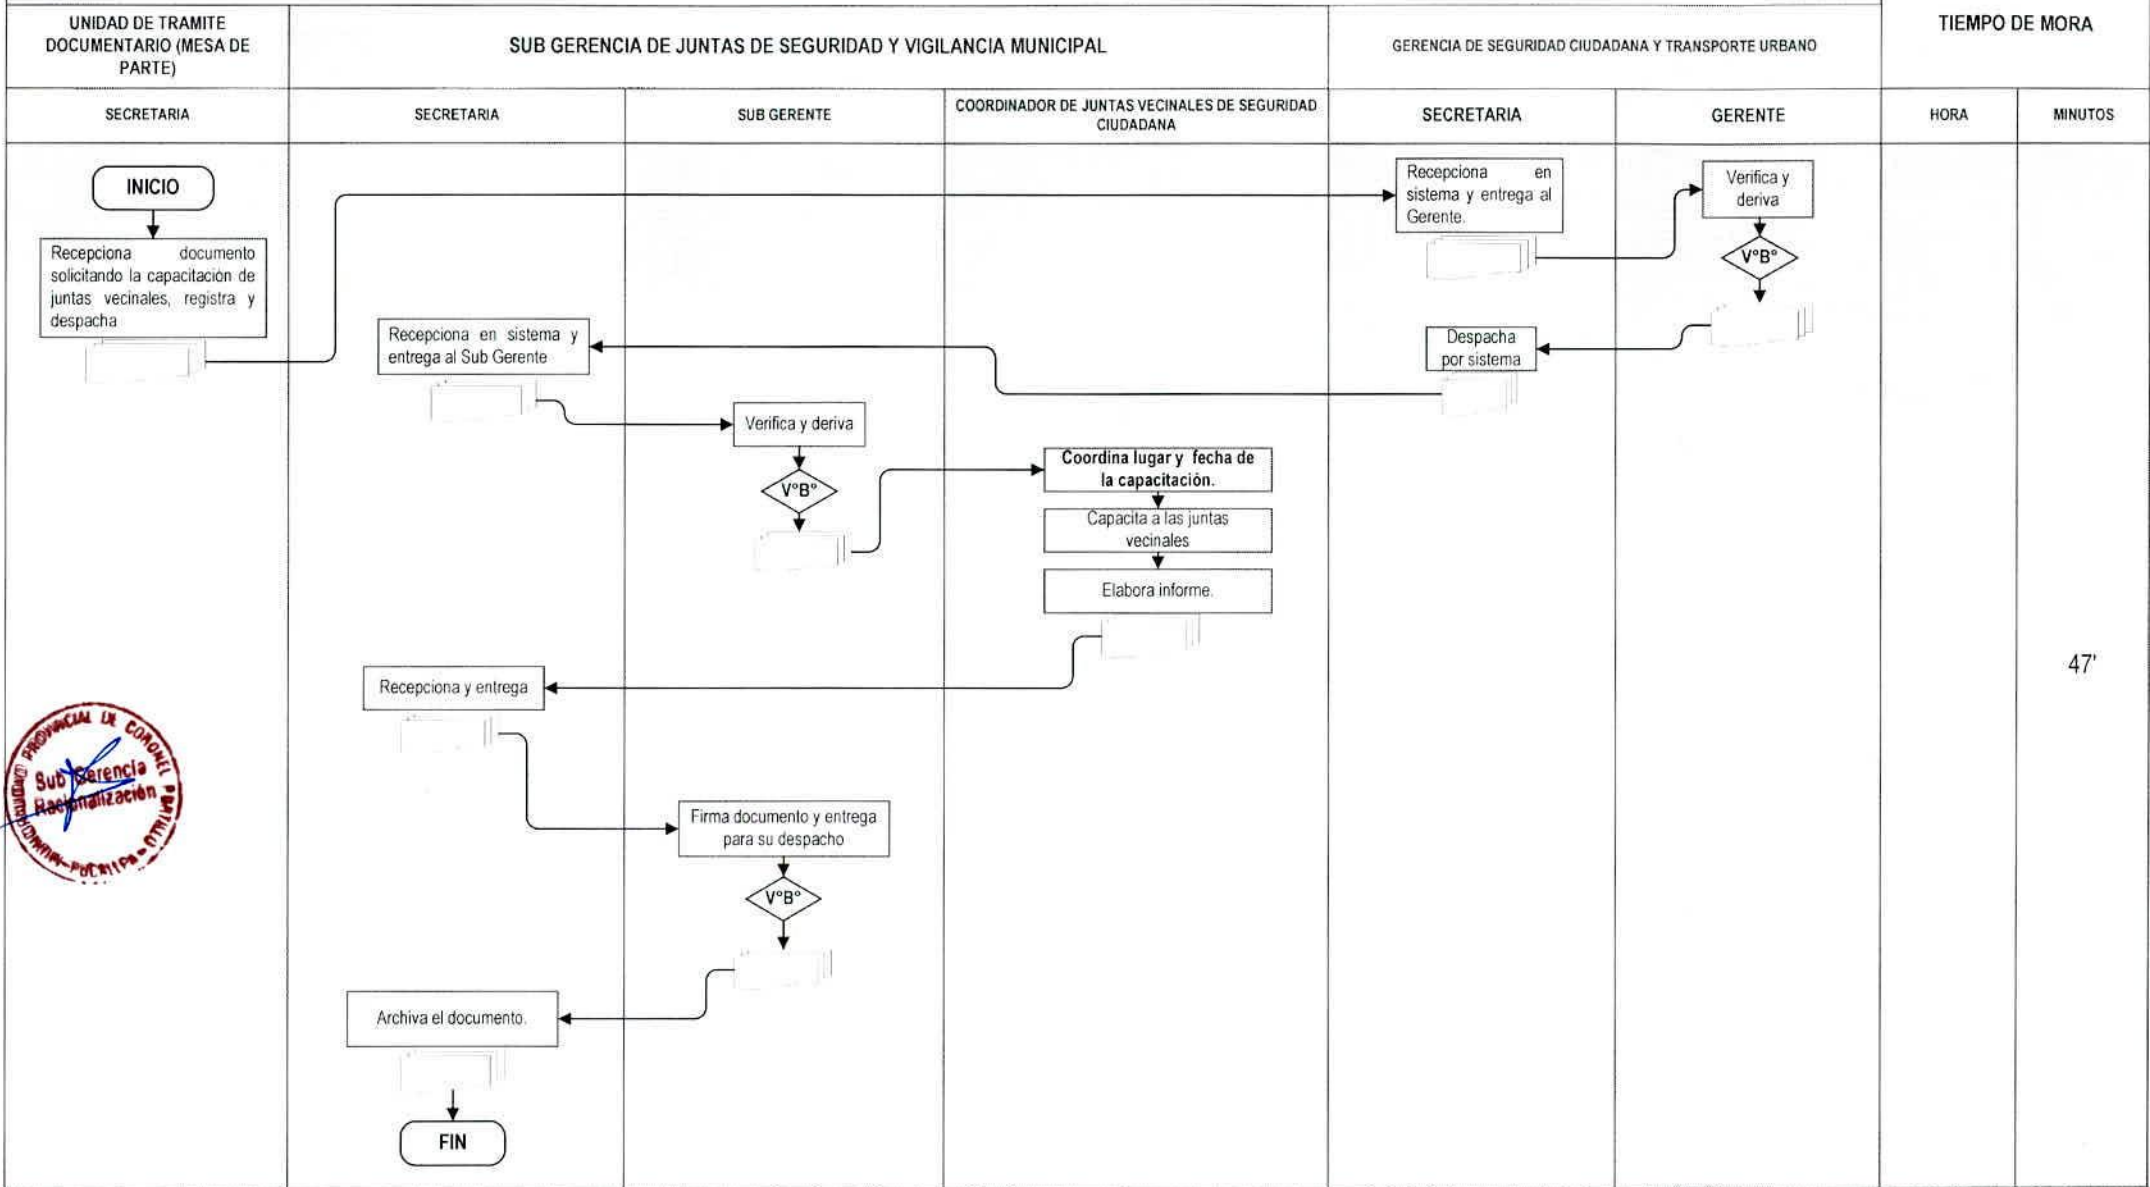 UNIDAD DE TRAMITE
DOCUMENTARIO (MESA DE
PARTE)
SUB GERENCIA DE JUNTAS DE SEGURIDAD Y VIGILANCIA MUNICIPAL
GERENCIA DE SEGURIDAD CIUDADANA Y TRANSPORTE URBANO
TIEMPO DE MORA
SECRETARIA
SECRETARIA
SUB GERENTE
COORDINADOR DE JUNTAS VECINALES DE SEGURIDAD
CIUDADANA
SECRETARIA
GERENTE
HORA
MINUTOS
INICIO
Recepciona documento
solicitando la capacitación de
juntas vecinales, registra y
despacha
Recepciona en
sistema y entrega al
Gerente.
Verifica y
deriva
V°B°
Despacha
por sistema
Recepciona en sistema y
entrega al Sub Gerente
Verifica y deriva
V°B°
Coordina lugar y fecha de
la capacitación.
Capacita a las juntas
vecinales
Elabora informe.
47'
Recepciona y entrega
Firma documento y entrega
para su despacho
V°B°
Archiva el documento.
FIN
PROVINCIAL DE CORONEL PORTILLO
Sub Gerencia
Racionalización
PUCALLPA